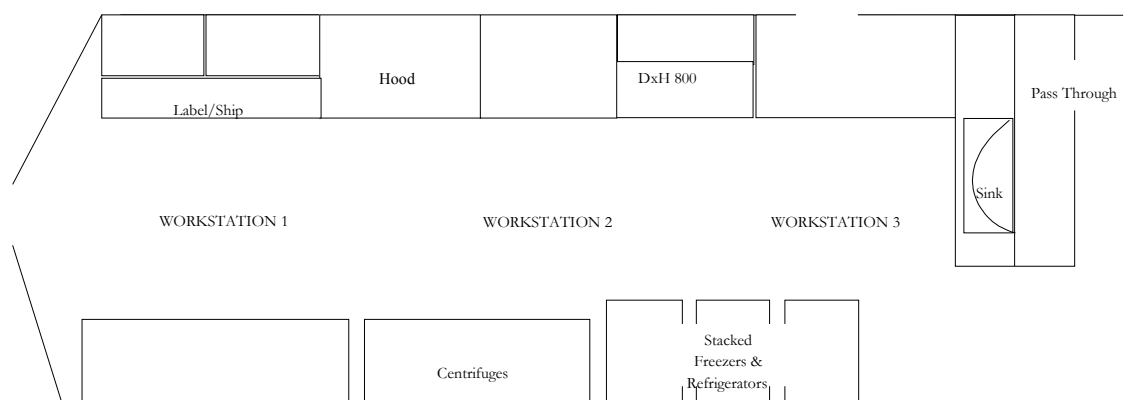 Hood
DxH 800
Pass Through
Label/Ship
Sink
WORKSTATION 1
WORKSTATION 2
WORKSTATION 3
Stacked
Freezers &
Refrigerators
Centrifuges